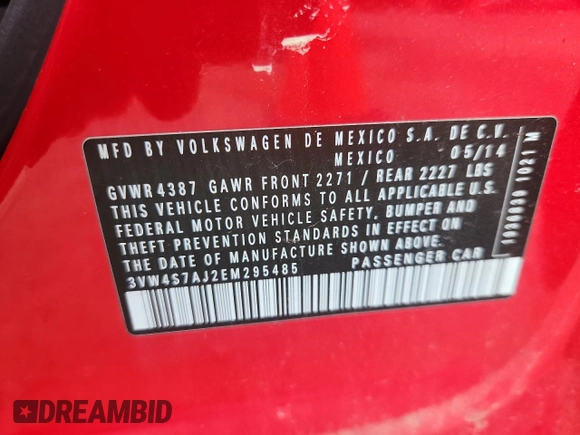 MFD BY VOLKSWAGEN DE MEXICO S.A. DE C.V.
MEXICO 05/14
GVWR 4387 GAWR FRONT 2271 / REAR 2227 LBS
THIS VEHICLE CONFORMS TO ALL APPLICABLE U.S.
FEDERAL MOTOR VEHICLE SAFETY, BUMPER AND
THEFT PREVENTION STANDARDS IN EFFECT ON
THE DATE OF MANUFACTURE SHOWN ABOVE.
3VW4S7AJ2EM295485 PASSENGER CAR
1021 M
DREAMBID